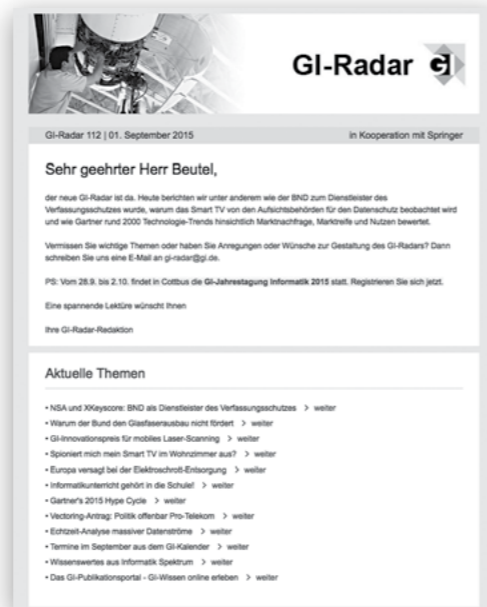 GI-Radar GI
GI-Radar 112 | 01. September 2015 in Kooperation mit Springer
Sehr geehrter Herr Beutel,
der neue GI-Radar ist da. Heute berichten wir unter anderem wie der BND zum Dienstleister des
Verfassungsschutzes wurde, warum das Smart TV von den Aufsichtsbehörden für den Datenschutz beobachtet wird
und wie Gartner rund 2000 Technologie-Trends hinsichtlich Marktnachfrage, Marktreife und Nutzen bewertet.
Vermissen Sie wichtige Themen oder haben Sie Anregungen oder Wünsche zur Gestaltung des GI-Radars? Dann
schreiben Sie uns eine E-Mail an gi-radar@gi.de.
PS: Vom 28.9. bis 2.10. findet in Cottbus die GI-Jahrestagung Informatik 2015 statt. Registrieren Sie sich jetzt.
Eine spannende Lektüre wünscht Ihnen
Ihre GI-Radar-Redaktion
Aktuelle Themen
• NSA und XKeyscore: BND als Dienstleister des Verfassungsschutzes > weiter
• Warum der Bund den Glasfaserausbau nicht fördert > weiter
• GI-Innovationspreis für mobiles Laser-Scanning > weiter
• Spioniert mich mein Smart TV im Wohnzimmer aus? > weiter
• Europa versagt bei der Elektroschrott-Entsorgung > weiter
• Informatikunterricht gehört in die Schule! > weiter
• Gartner's 2015 Hype Cycle > weiter
• Vectoring-Antrag: Politik offenbar Pro-Telekom > weiter
• Echtzeit-Analyse massiver Datenströme > weiter
• Termine im September aus dem GI-Kalender > weiter
• Wissenswertes aus Informatik Spektrum > weiter
• Das GI-Publikationsportal - GI-Wissen online erleben > weiter